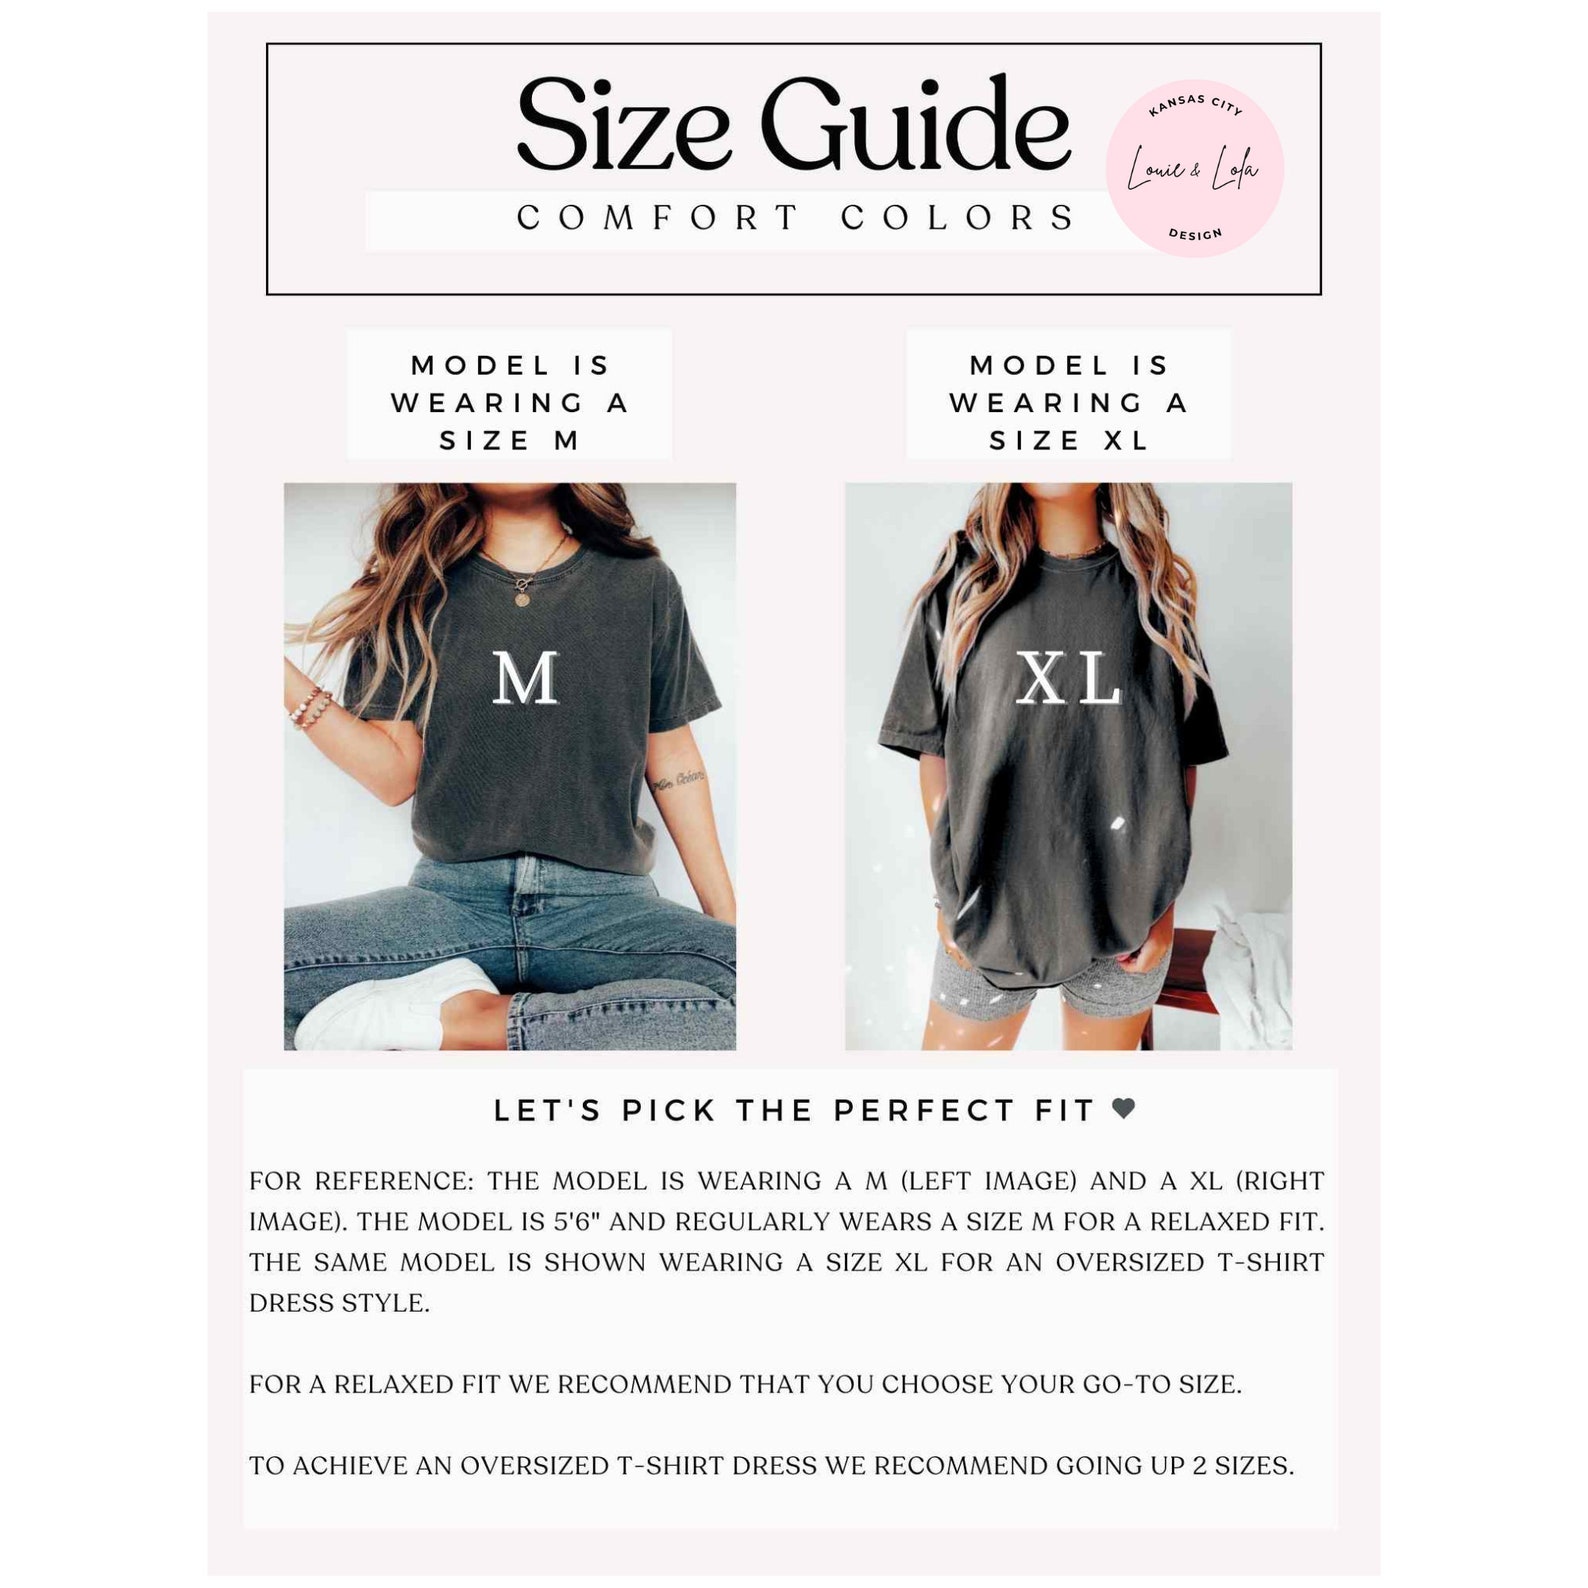 Size Guide
COMFORT COLORS
KANSAS CITY
Louie & Lola
DESIGN
MODEL IS
WEARING A
SIZE M
MODEL IS
WEARING A
SIZE XL
M
XL
LET'S PICK THE PERFECT FIT
FOR REFERENCE: THE MODEL IS WEARING A M (LEFT IMAGE) AND A XL (RIGHT
IMAGE). THE MODEL IS 5'6" AND REGULARLY WEARS A SIZE M FOR A RELAXED FIT.
THE SAME MODEL IS SHOWN WEARING A SIZE XL FOR AN OVERSIZED T-SHIRT
DRESS STYLE.
FOR A RELAXED FIT WE RECOMMEND THAT YOU CHOOSE YOUR GO-TO SIZE.
TO ACHIEVE AN OVERSIZED T-SHIRT DRESS WE RECOMMEND GOING UP 2 SIZES.